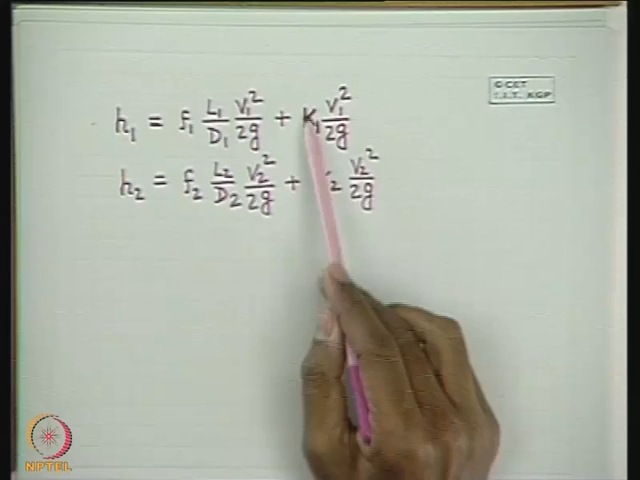 h₁ = f₁ L₁/D₁ V₁²/2g + K₁ V₁²/2g
h₂ = f₂ L₂/D₂ V₂²/2g + ₂ V₂²/2g
©CET
I.I.T. KGP
NPTEL